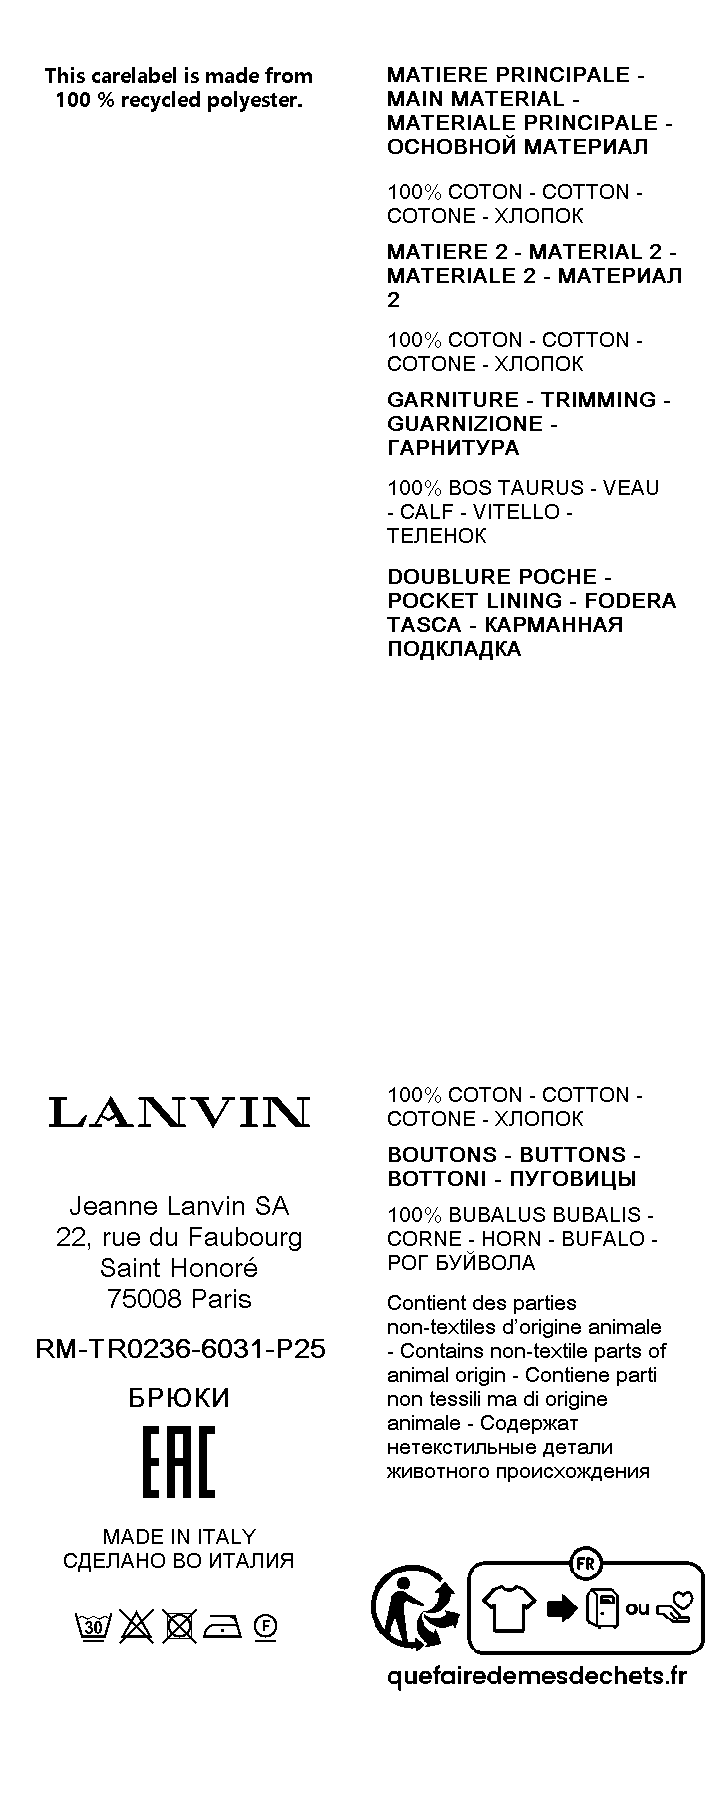 This carelabel is made from
100 % recycled polyester.
MATIERE PRINCIPALE -
MAIN MATERIAL -
MATERIALE PRINCIPALE -
ОСНОВНОЙ МАТЕРИАЛ
100% COTON - COTTON -
COTONE - ХЛОПОК
MATIERE 2 - MATERIAL 2 -
MATERIALE 2 - МАТЕРИАЛ
2
100% COTON - COTTON -
COTONE - ХЛОПОК
GARNITURE - TRIMMING -
GUARNIZIONE -
ГАРНИТУРА
100% BOS TAURUS - VEAU
- CALF - VITELLO -
ТЕЛЕНОК
DOUBLURE POCHE -
POCKET LINING - FODERA
TASCA - КАРМАННАЯ
ПОДКЛАДКА
LANVIN
Jeanne Lanvin SA
22, rue du Faubourg
Saint Honoré
75008 Paris
RM-TR0236-6031-P25
БРЮКИ
EAC
MADE IN ITALY
СДЕЛАНО ВО ИТАЛИЯ
30 F
100% COTON - COTTON -
COTONE - ХЛОПОК
BOUTONS - BUTTONS -
BOTTONI - ПУГОВИЦЫ
100% BUBALUS BUBALIS -
CORNE - HORN - BUFALO -
РОГ БУЙВОЛА
Contient des parties
non-textiles d'origine animale
- Contains non-textile parts of
animal origin - Contiene parti
non tessili ma di origine
animale - Содержат
нетекстильные детали
животного происхождения
FR
ou
quefairedemesdechets.fr